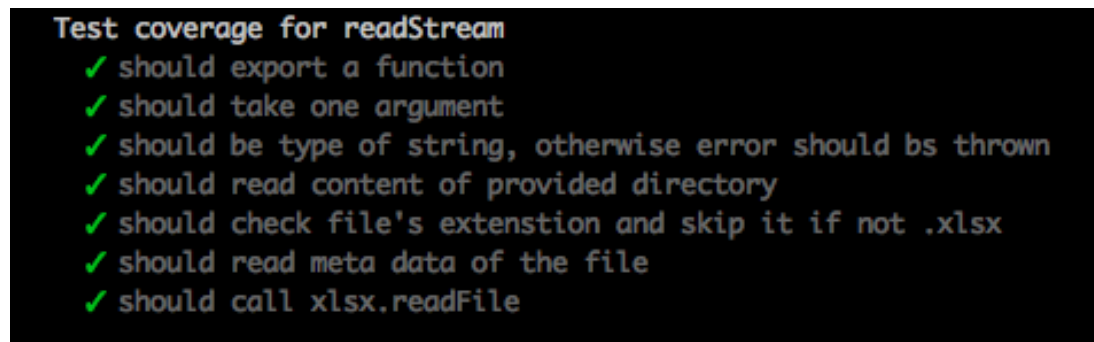 Test coverage for readStream
✓ should export a function
✓ should take one argument
✓ should be type of string, otherwise error should bs thrown
✓ should read content of provided directory
✓ should check file's extenstion and skip it if not .xlsx
✓ should read meta data of the file
✓ should call xlsx.readFile